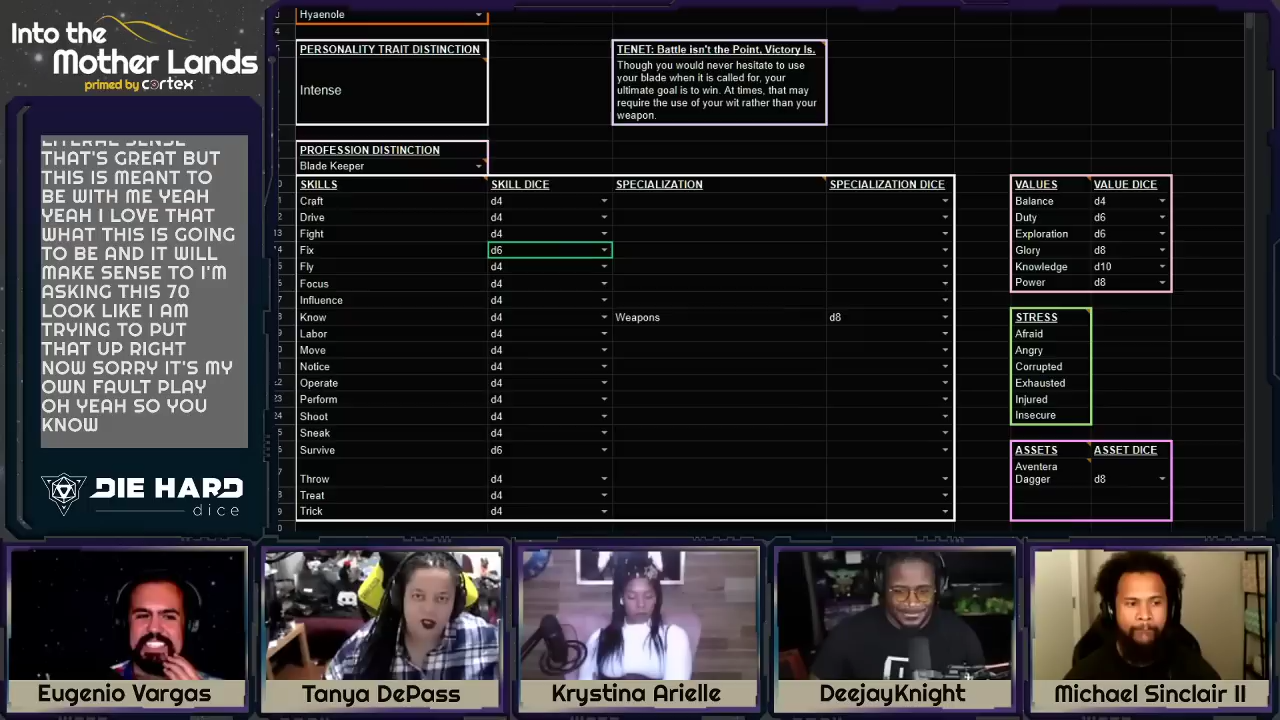 Into the
Mother Lands
primed by cortex
LITERAL SENSE
THAT'S GREAT BUT
THIS IS MEANT TO
BE WITH ME YEAH
YEAH I LOVE THAT
WHAT THIS IS GOING
TO BE AND IT WILL
MAKE SENSE TO I'M
ASKING THIS 70
LOOK LIKE I AM
TRYING TO PUT
THAT UP RIGHT
NOW SORRY IT'S MY
OWN FAULT PLAY
OH YEAH SO YOU
KNOW
DIE HARD
dice
Hyaenole
PERSONALITY TRAIT DISTINCTION
Intense
TENET: Battle isn't the Point, Victory Is.
Though you would never hesitate to use
your blade when it is called for, your
ultimate goal is to win. At times, that may
require the use of your wit rather than your
weapon.
PROFESSION DISTINCTION
Blade Keeper
SKILLS SKILL DICE SPECIALIZATION SPECIALIZATION DICE
Craft d4
Drive d4
Fight d4
Fix d6
Fly d4
Focus d4
Influence d4
Know d4 Weapons d8
Labor d4
Move d4
Notice d4
Operate d4
Perform d4
Shoot d4
Sneak d4
Survive d6
Throw d4
Treat d4
Trick d4
VALUES VALUE DICE
Balance d4
Duty d6
Exploration d6
Glory d8
Knowledge d10
Power d8
STRESS
Afraid
Angry
Corrupted
Exhausted
Injured
Insecure
ASSETS ASSET DICE
Aventera
Dagger d8
Eugenio Vargas
Tanya DePass
Krystina Arielle
DeejayKnight
Michael Sinclair II